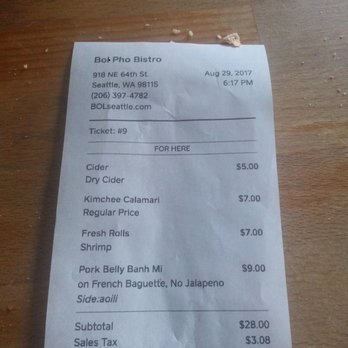 Bol Pho Bistro
918 NE 64th St.
Seattle, WA 98115
(206) 397-4782
BOLseattle.com
Aug 29, 2017
6:17 PM
Ticket: #9
FOR HERE
Cider $5.00
Dry Cider
Kimchee Calamari $7.00
Regular Price
Fresh Rolls $7.00
Shrimp
Pork Belly Banh Mi $9.00
on French Baguette, No Jalapeno
Side:aoili
Subtotal $28.00
Sales Tax $3.08